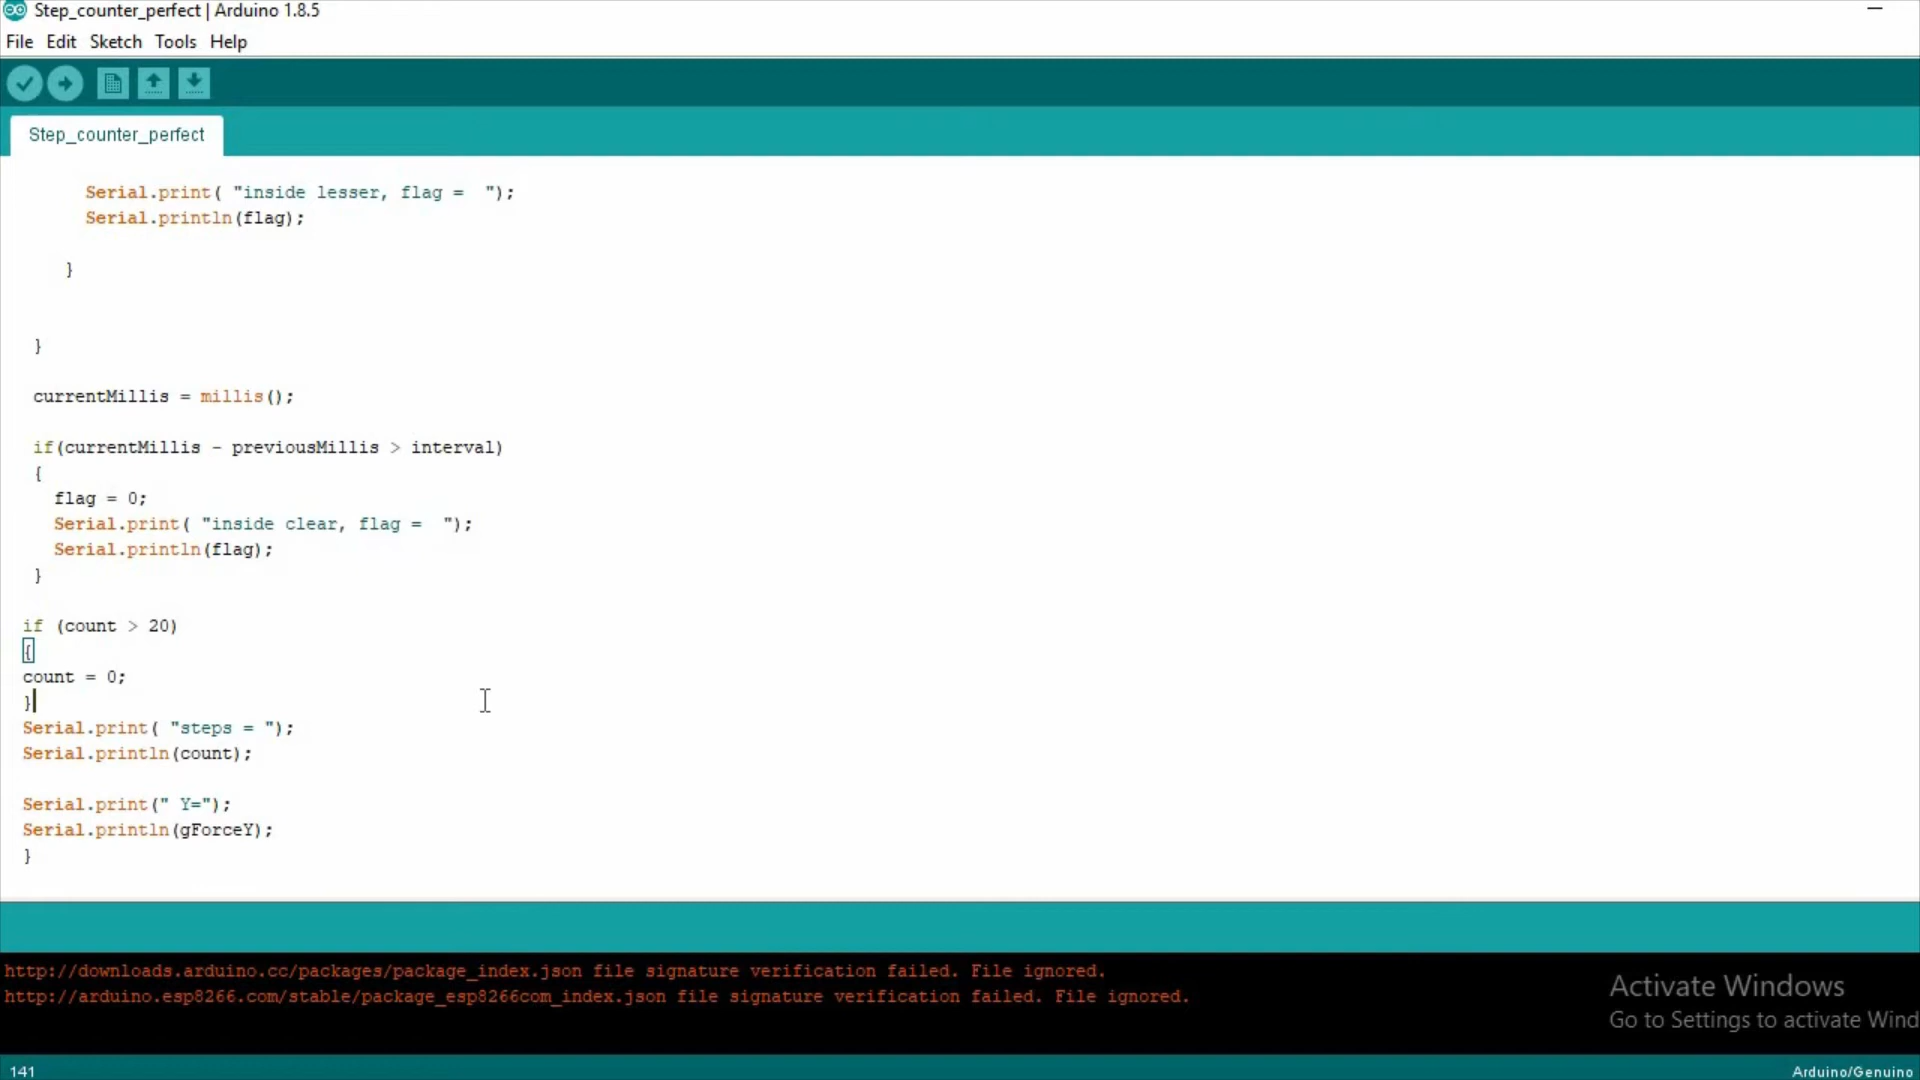 Step_counter_perfect | Arduino 1.8.5
File Edit Sketch Tools Help
Step_counter_perfect
Serial.print( "inside lesser, flag =  ");
Serial.println(flag);
}
}
currentMillis = millis();
if(currentMillis - previousMillis > interval)
{
flag = 0;
Serial.print( "inside clear, flag =  ");
Serial.println(flag);
}
if (count > 20)
{
count = 0;
}
Serial.print( "steps = ");
Serial.println(count);
Serial.print(" Y=");
Serial.println(gForceY);
}
http://downloads.arduino.cc/packages/package_index.json file signature verification failed. File ignored.
http://arduino.esp8266.com/stable/package_esp8266com_index.json file signature verification failed. File ignored.
Activate Windows
Go to Settings to activate Wind
141
Arduino/Genuino